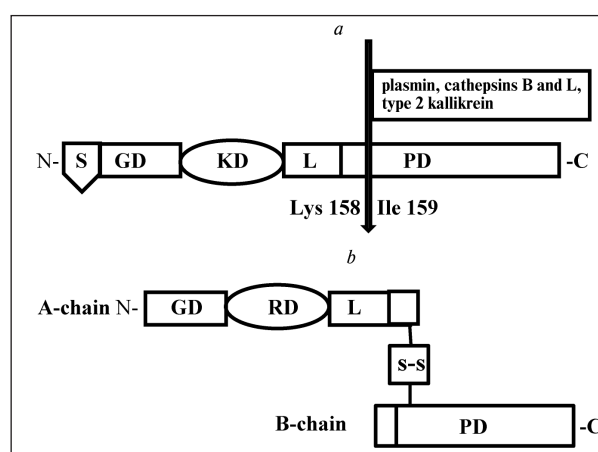 a
plasmin, cathepsins B and L,
type 2 kallikrein
N- S GD KD L PD -C
Lys 158 Ile 159
b
A-chain N- GD RD L
s-s
B-chain PD -C